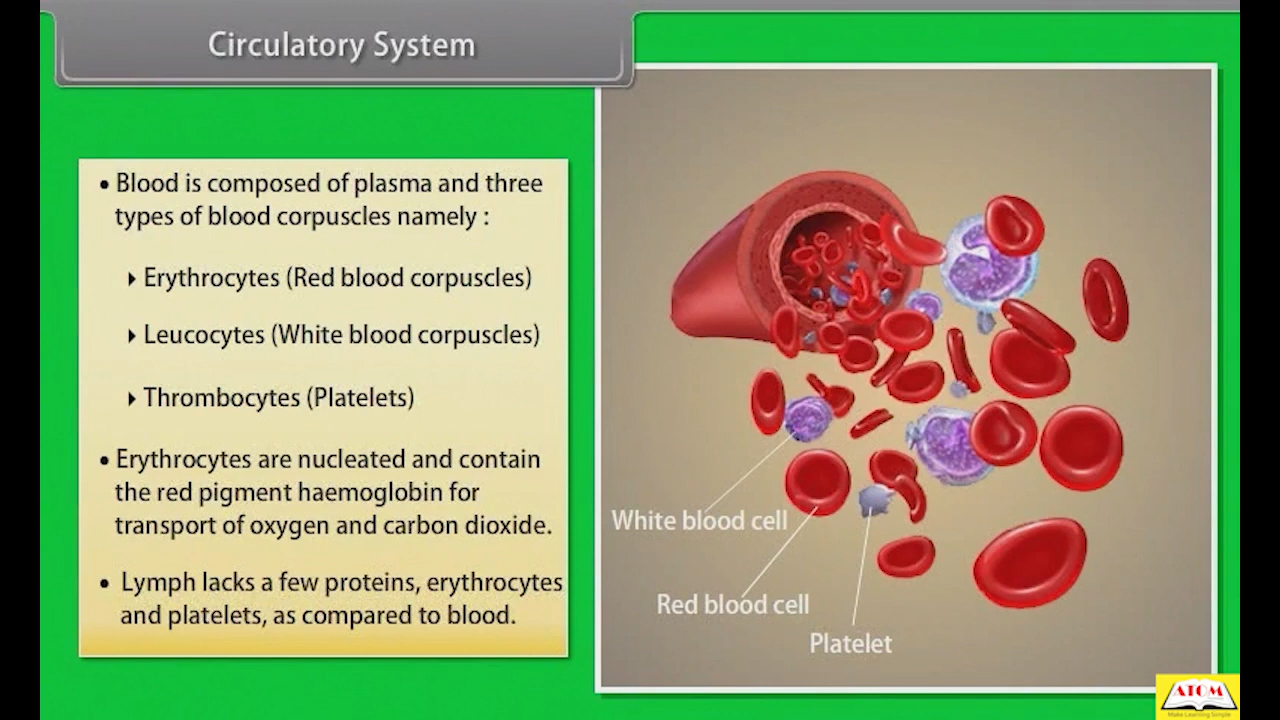 Circulatory System
• Blood is composed of plasma and three
types of blood corpuscles namely :
Erythrocytes (Red blood corpuscles)
Leucocytes (White blood corpuscles)
Thrombocytes (Platelets)
• Erythrocytes are nucleated and contain
the red pigment haemoglobin for
transport of oxygen and carbon dioxide.
• Lymph lacks a few proteins, erythrocytes
and platelets, as compared to blood.
White blood cell
Red blood cell
Platelet
ATOM
Make Learning Simple